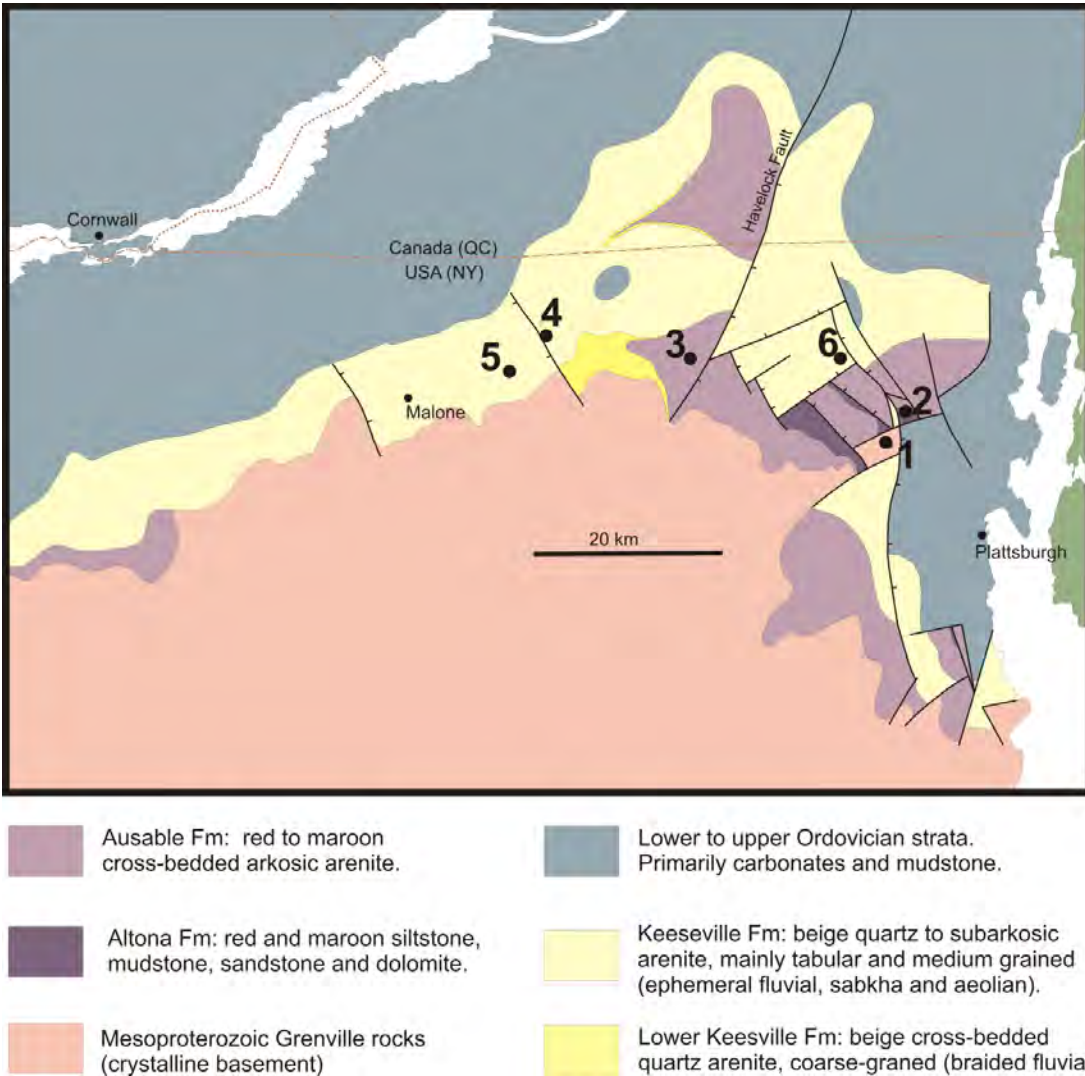 Cornwall
Canada (QC)
USA (NY)
Havelock Fault
4
5
3
6
2
1
Malone
20 km
Plattsburgh
Ausable Fm: red to maroon
cross-bedded arkosic arenite.
Altona Fm: red and maroon siltstone,
mudstone, sandstone and dolomite.
Mesoproterozoic Grenville rocks
(crystalline basement)
Lower to upper Ordovician strata.
Primarily carbonates and mudstone.
Keeseville Fm: beige quartz to subarkosic
arenite, mainly tabular and medium grained
(ephemeral fluvial, sabkha and aeolian).
Lower Keesville Fm: beige cross-bedded
quartz arenite, coarse-graned (braided fluvia